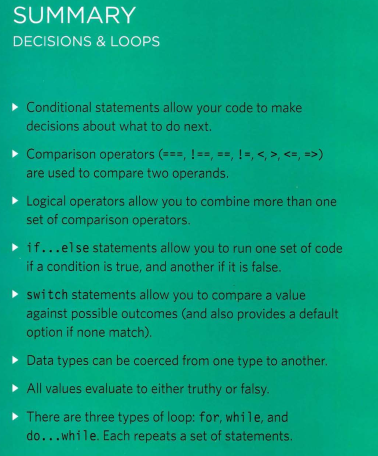 SUMMARY
DECISIONS & LOOPS
▶ Conditional statements allow your code to make
decisions about what to do next.
▶ Comparison operators (===, !==, ==, !=, <, >, <=, =>)
are used to compare two operands.
▶ Logical operators allow you to combine more than one
set of comparison operators.
▶ if...else statements allow you to run one set of code
if a condition is true, and another if it is false.
▶ switch statements allow you to compare a value
against possible outcomes (and also provides a default
option if none match).
▶ Data types can be coerced from one type to another.
▶ All values evaluate to either truthy or falsy.
▶ There are three types of loop: for, while, and
do...while. Each repeats a set of statements.